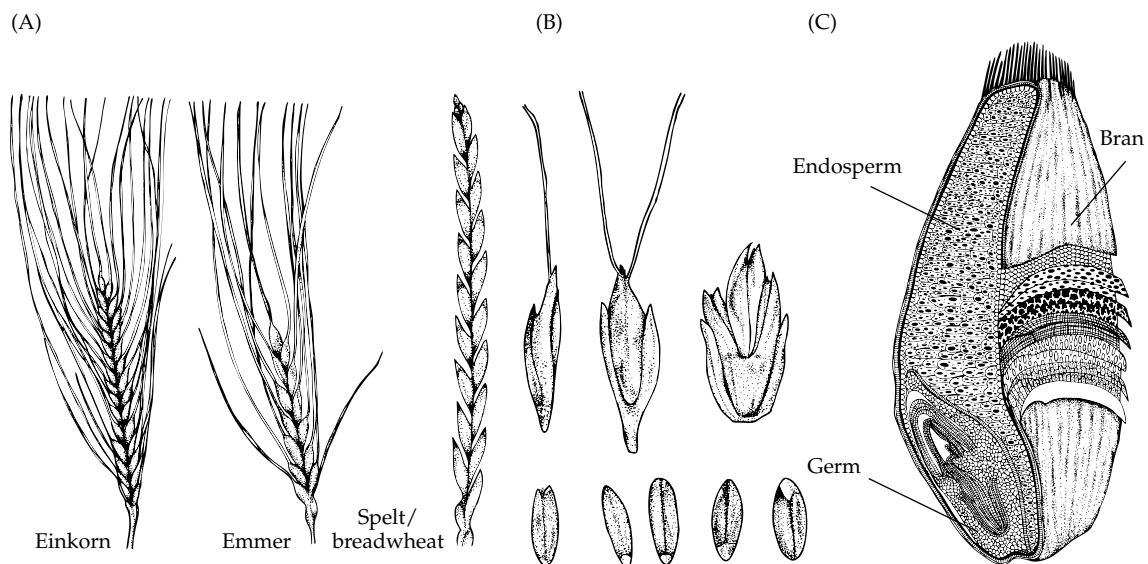 (A)
(B)
(C)
Bran
Endosperm
Germ
Einkorn
Emmer
Spelt/
breadwheat